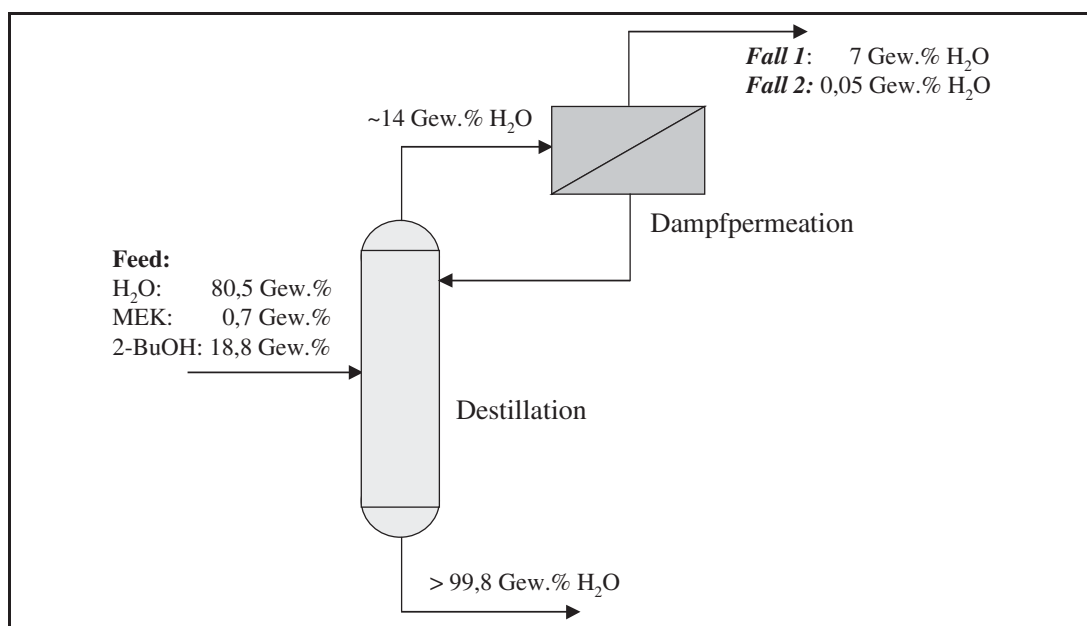 Fall 1: 7 Gew.% H₂O
Fall 2: 0,05 Gew.% H₂O
~14 Gew.% H₂O
Dampfpermeation
Feed:
H₂O: 80,5 Gew.%
MEK: 0,7 Gew.%
2-BuOH: 18,8 Gew.%
Destillation
> 99,8 Gew.% H₂O